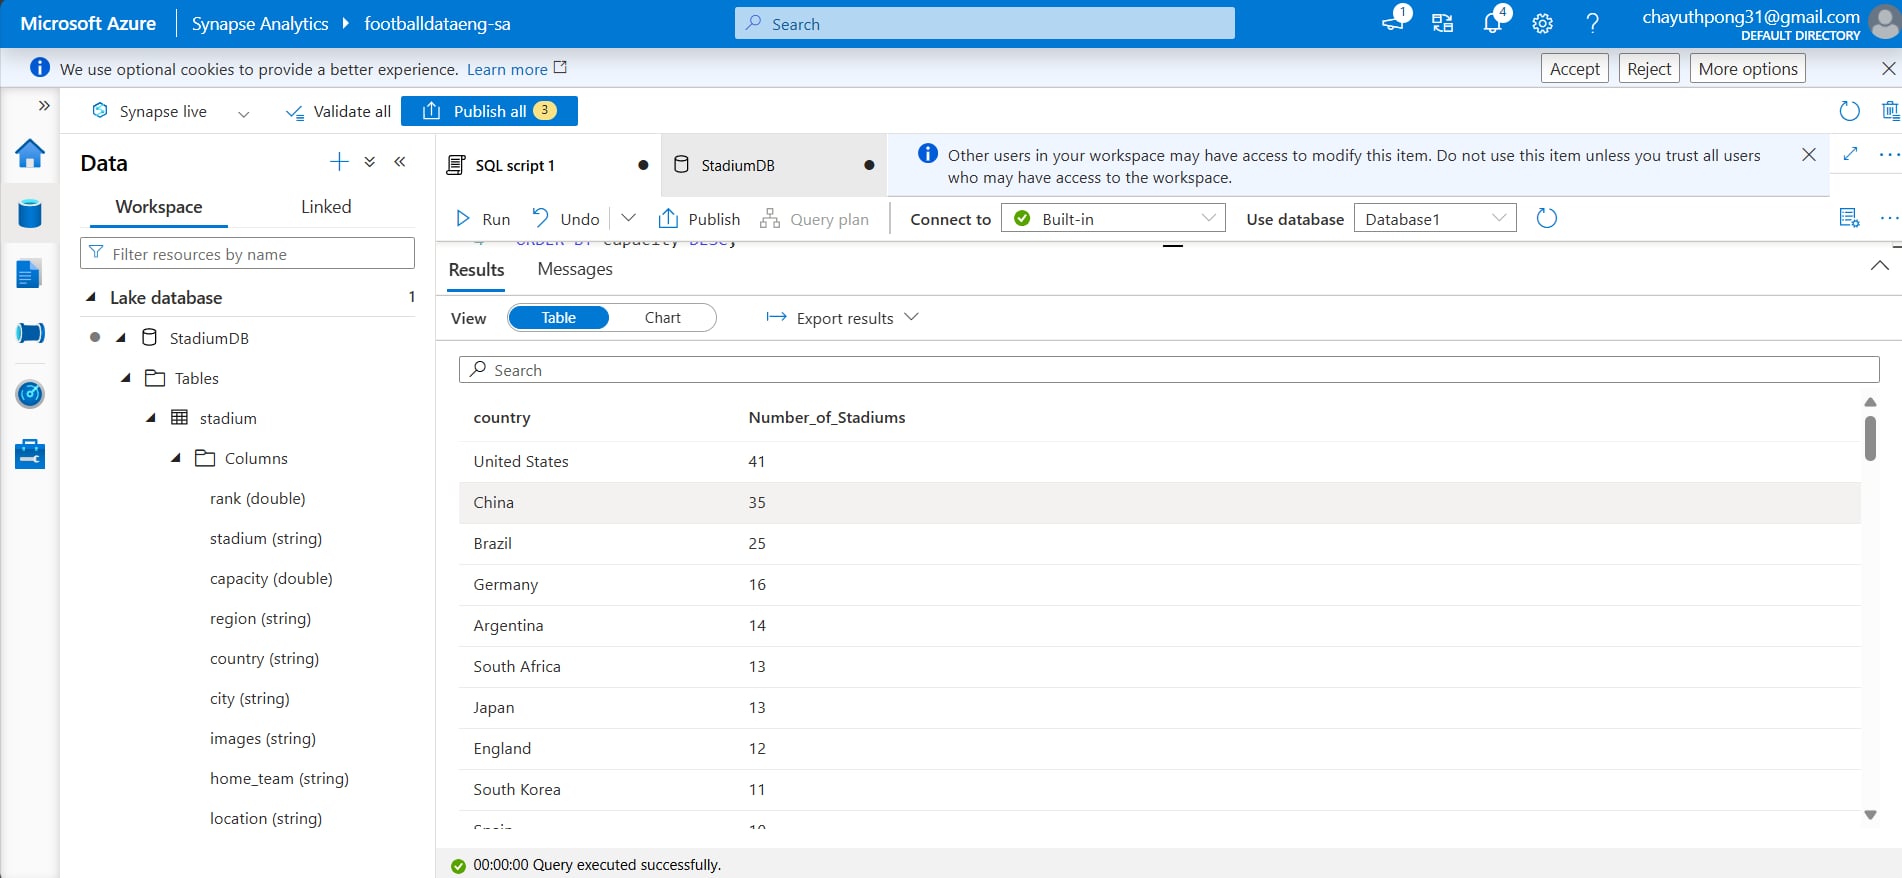 Microsoft Azure
Synapse Analytics
footballdataeng-sa
Search
1
4
chayuthpong31@gmail.com
DEFAULT DIRECTORY
We use optional cookies to provide a better experience. Learn more
Accept
Reject
More options
Synapse live
Validate all
Publish all 3
Data
Workspace
Linked
Filter resources by name
Lake database 1
StadiumDB
Tables
stadium
Columns
rank (double)
stadium (string)
capacity (double)
region (string)
country (string)
city (string)
images (string)
home_team (string)
location (string)
SQL script 1
StadiumDB
Other users in your workspace may have access to modify this item. Do not use this item unless you trust all users
who may have access to the workspace.
Run
Undo
Publish
Query plan
Connect to
Built-in
Use database
Database1
ORDER BY capacity DESC;
Results
Messages
View
Table
Chart
Export results
Search
country Number_of_Stadiums
United States 41
China 35
Brazil 25
Germany 16
Argentina 14
South Africa 13
Japan 13
England 12
South Korea 11
Spain 10
00:00:00 Query executed successfully.